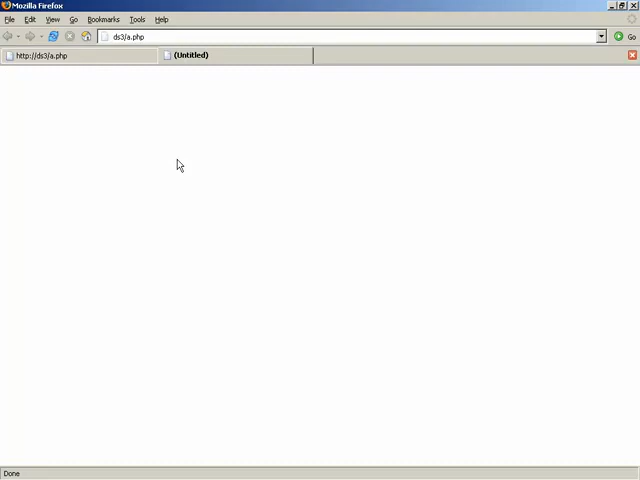 Mozilla Firefox
File Edit View Go Bookmarks Tools Help
ds3/a.php Go
http://ds3/a.php (Untitled)
Done